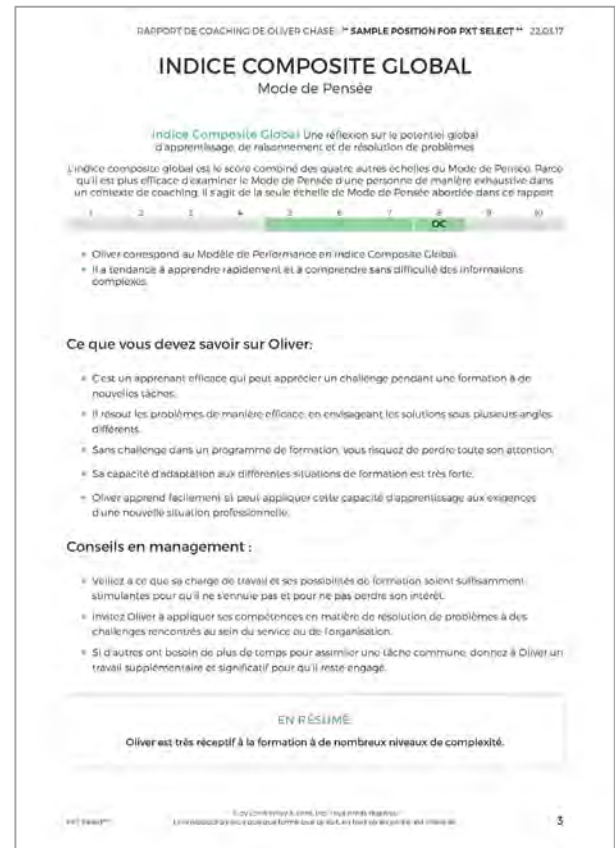 RAPPORT DE COACHING DE OLIVER CHASE ** SAMPLE POSITION FOR PXT SELECT ** 22.03.17
INDICE COMPOSITE GLOBAL
Mode de Pensée
Indice Composite Global Une réflexion sur le potentiel global
d'apprentissage, de raisonnement et de résolution de problèmes
L'indice composite global est le score combiné des quatre autres échelles du Mode de Pensée. Parce
qu'il est plus efficace d'examiner le Mode de Pensée d'une personne de manière exhaustive dans
un contexte de coaching, il s'agit de la seule échelle de Mode de Pensée abordée dans ce rapport.
1 2 3 4 5 6 7 8 9 10
OC
Oliver correspond au Modèle de Performance en Indice Composite Global.
Il a tendance à apprendre rapidement et à comprendre sans difficulté des informations
complexes.
Ce que vous devez savoir sur Oliver:
C'est un apprenant efficace qui peut apprécier un challenge pendant une formation à de
nouvelles tâches.
Il résout les problèmes de manière efficace, en envisageant les solutions sous plusieurs angles
différents.
Sans challenge dans un programme de formation, vous risquez de perdre toute son attention.
Sa capacité d'adaptation aux différentes situations de formation est très forte.
Oliver apprend facilement et peut appliquer cette capacité d'apprentissage aux exigences
d'une nouvelle situation professionnelle.
Conseils en management :
Veillez à ce que sa charge de travail et ses possibilités de formation soient suffisamment
stimulantes pour qu'il ne s'ennuie pas et pour ne pas perdre son intérêt.
Invitez Oliver à appliquer ses compétences en matière de résolution de problèmes à des
challenges rencontrés au sein du service ou de l'organisation.
Si d'autres ont besoin de plus de temps pour assimiler une tâche commune, donnez à Oliver un
travail supplémentaire et significatif pour qu'il reste engagé.
EN RÉSUMÉ
Oliver est très réceptif à la formation à de nombreux niveaux de complexité.
3